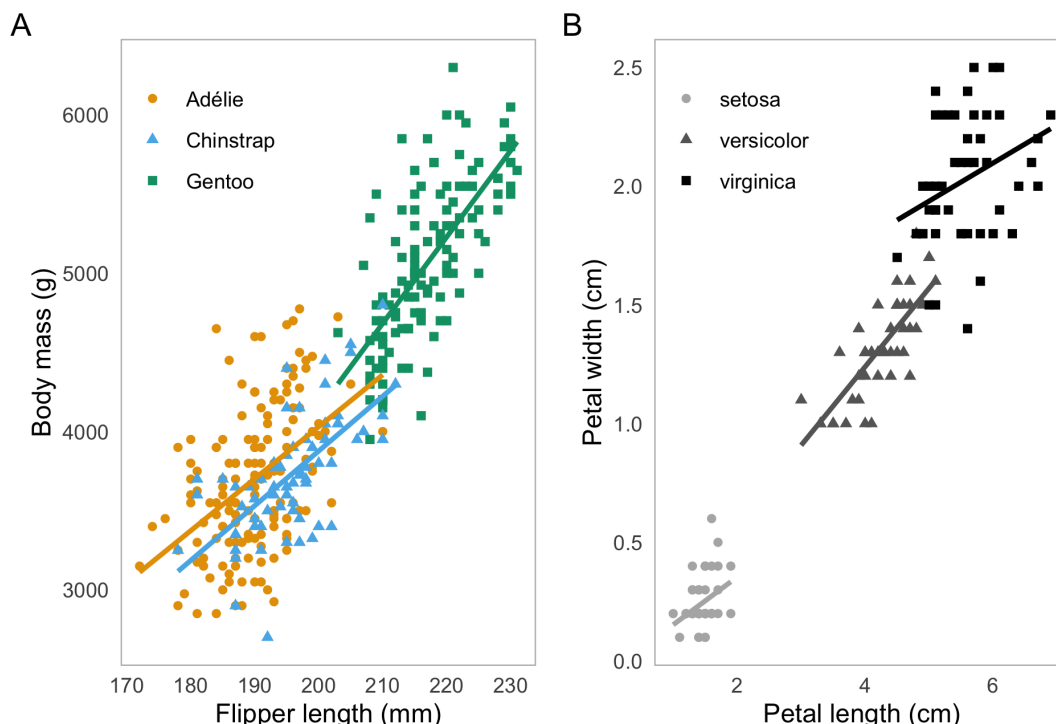 A
Body mass (g)
6000
5000
4000
3000
Adélie
Chinstrap
Gentoo
170 180 190 200 210 220 230
Flipper length (mm)
B
Petal width (cm)
2.5
2.0
1.5
1.0
0.5
0.0
setosa
versicolor
virginica
2 4 6
Petal length (cm)